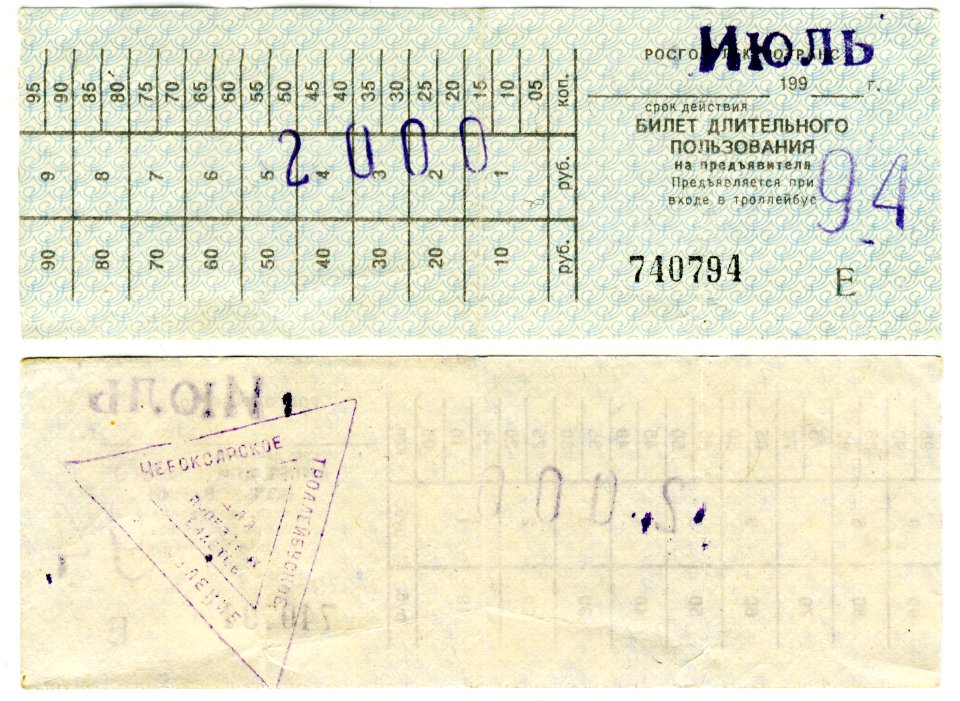 95 90 85 80 75 70 65 60 55 50 45 40 35 30 25 20 15 10 05 коп.
9 8 7 6 5 4 3 2 1 руб.
2000
90 80 70 60 50 40 30 20 10 руб.
ИЮЛЬ
199 г.
срок действия
БИЛЕТ ДЛИТЕЛЬНОГО
ПОЛЬЗОВАНИЯ
на предъявителя
Предъявляется при
входе в троллейбус
94
740794
Е
ЧЕБОКСАРСКОЕ
ТРОЛЛЕЙБУСНОЕ